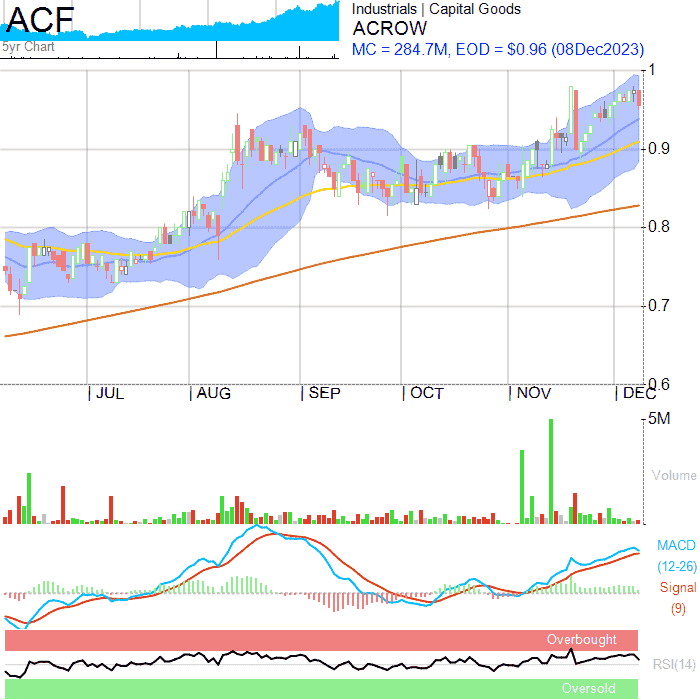 ACF
5yr Chart
Industrials | Capital Goods
ACROW
MC = 284.7M, EOD = $0.96 (08Dec2023)
1
0.9
0.8
0.7
0.6
JUL AUG SEP OCT NOV DEC
5M
Volume
MACD
(12-26)
Signal
(9)
Overbought
RSI(14)
Oversold